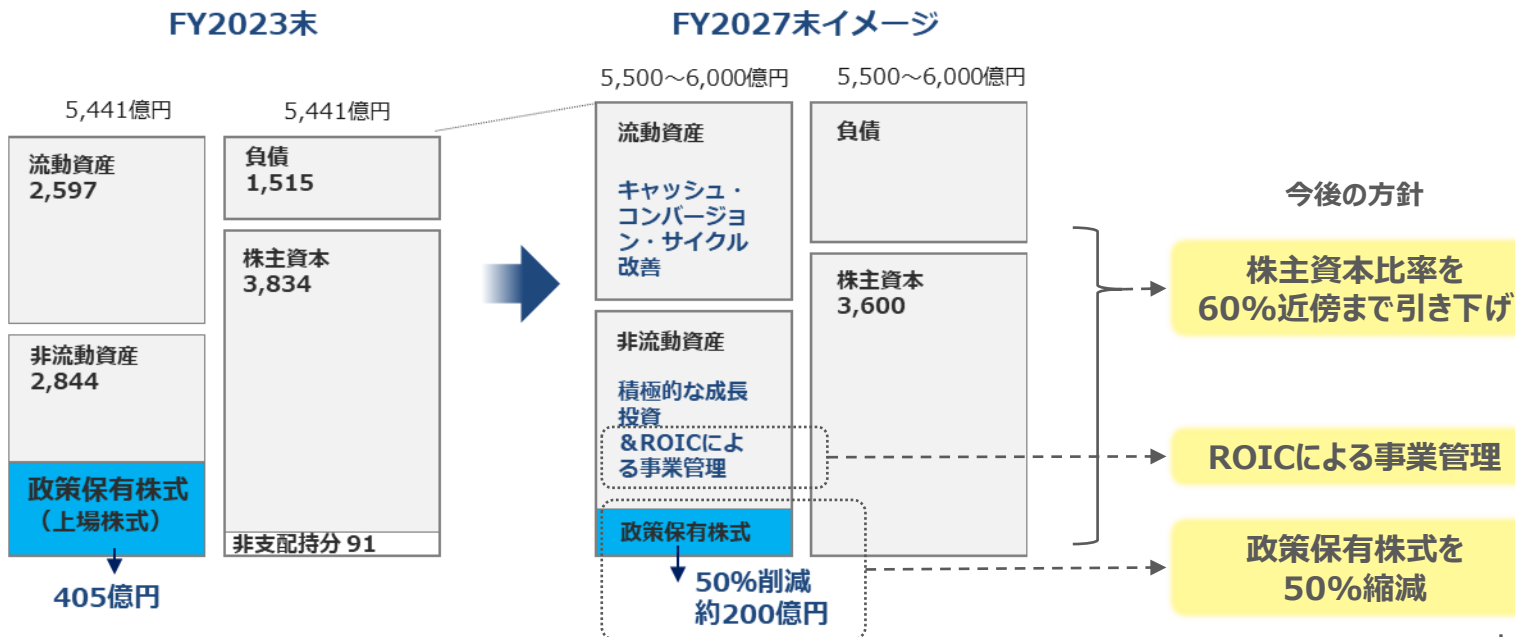 FY2023末
FY2027末イメージ
5,441億円
5,441億円
流動資産
2,597
非流動資産
2,844
政策保有株式
（上場株式）
405億円
負債
1,515
株主資本
3,834
非支配持分 91
5,500～6,000億円
5,500～6,000億円
流動資産
キャッシュ・
コンバージョ
ン・サイクル
改善
非流動資産
積極的な成長
投資
&ROICによ
る事業管理
政策保有株式
50%削減
約200億円
負債
株主資本
3,600
今後の方針
株主資本比率を
60%近傍まで引き下げ
ROICによる事業管理
政策保有株式を
50%縮減